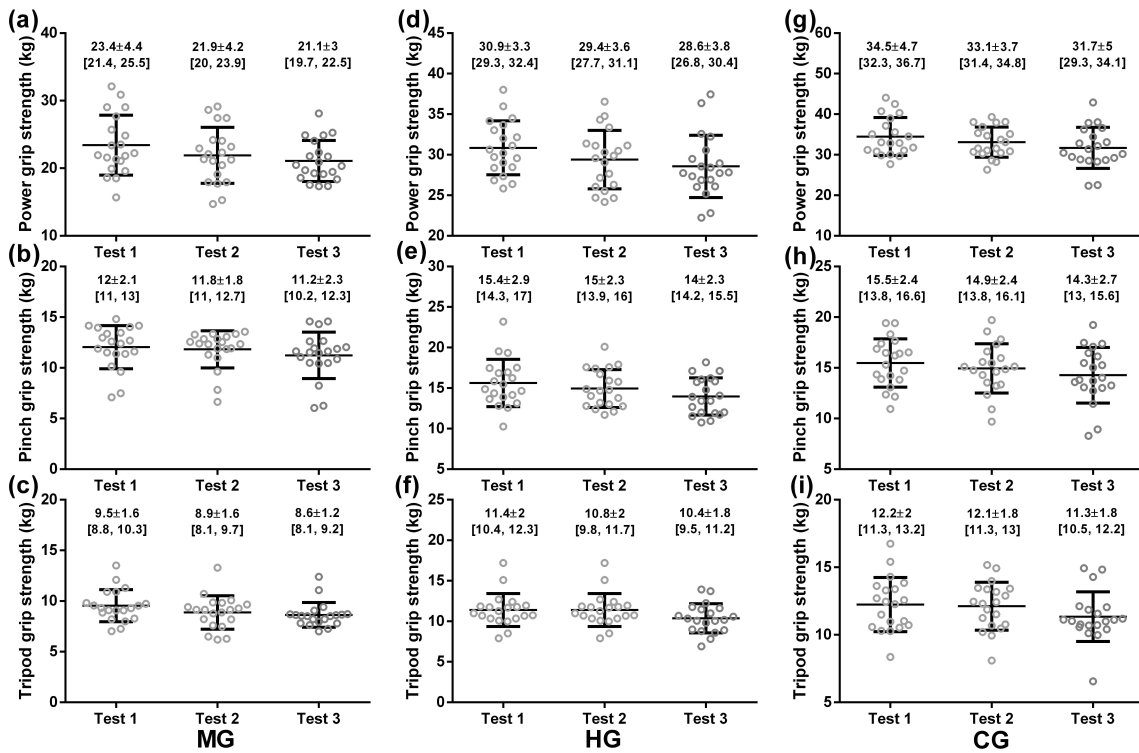 (a)
Power grip strength (kg)
40
30
20
10
23.4±4.4
[21.4, 25.5]
21.9±4.2
[20, 23.9]
21.1±3
[19.7, 22.5]
Test 1
Test 2
Test 3
(d)
Power grip strength (kg)
45
40
35
30
25
20
30.9±3.3
[29.3, 32.4]
29.4±3.6
[27.7, 31.1]
28.6±3.8
[26.8, 30.4]
Test 1
Test 2
Test 3
(g)
Power grip strength (kg)
60
50
40
30
20
10
34.5±4.7
[32.3, 36.7]
33.1±3.7
[31.4, 34.8]
31.7±5
[29.3, 34.1]
Test 1
Test 2
Test 3
(b)
Pinch grip strength (kg)
20
15
10
5
0
12±2.1
[11, 13]
11.8±1.8
[11, 12.7]
11.2±2.3
[10.2, 12.3]
Test 1
Test 2
Test 3
(e)
Pinch grip strength (kg)
30
25
20
15
10
5
15.4±2.9
[14.3, 17]
15±2.3
[13.9, 16]
14±2.3
[14.2, 15.5]
Test 1
Test 2
Test 3
(h)
Pinch grip strength (kg)
25
20
15
10
5
15.5±2.4
[13.8, 16.6]
14.9±2.4
[13.8, 16.1]
14.3±2.7
[13, 15.6]
Test 1
Test 2
Test 3
(c)
Tripod grip strength (kg)
20
15
10
5
0
9.5±1.6
[8.8, 10.3]
8.9±1.6
[8.1, 9.7]
8.6±1.2
[8.1, 9.2]
Test 1
Test 2
Test 3
MG
(f)
Tripod grip strength (kg)
25
20
15
10
5
0
11.4±2
[10.4, 12.3]
10.8±2
[9.8, 11.7]
10.4±1.8
[9.5, 11.2]
Test 1
Test 2
Test 3
HG
(i)
Tripod grip strength (kg)
20
15
10
5
12.2±2
[11.3, 13.2]
12.1±1.8
[11.3, 13]
11.3±1.8
[10.5, 12.2]
Test 1
Test 2
Test 3
CG